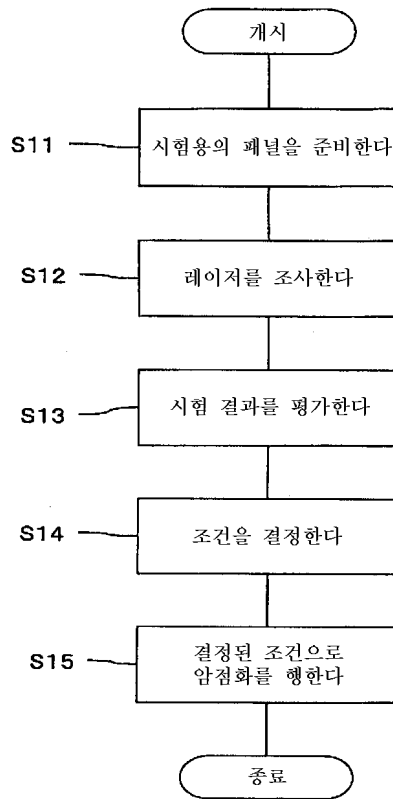 개시
S11
시험용의 패널을 준비한다
S12
레이저를 조사한다
S13
시험 결과를 평가한다
S14
조건을 결정한다
S15
결정된 조건으로
암점화를 행한다
종료